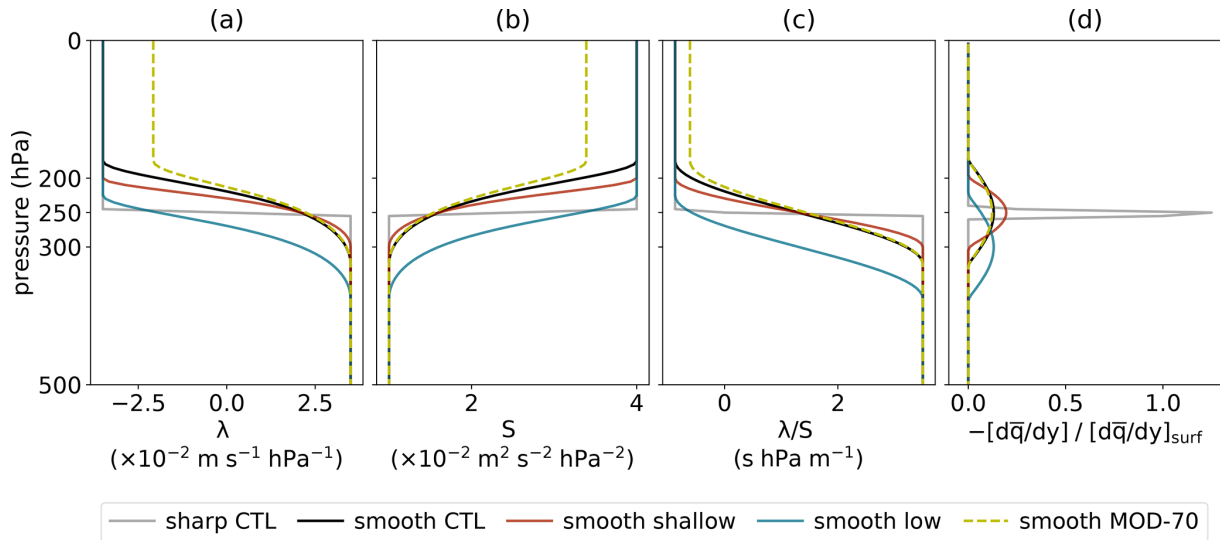 (a) (b) (c) (d)
pressure (hPa)
0
200
250
300
500
−2.5 0.0 2.5
λ
(×10⁻² m s⁻¹ hPa⁻¹)
2 4
S
(×10⁻² m² s⁻² hPa⁻²)
0 2
λ/S
(s hPa m⁻¹)
0.0 0.5 1.0
−[dq̅/dy] / [dq̅/dy]surf
sharp CTL smooth CTL smooth shallow smooth low smooth MOD-70